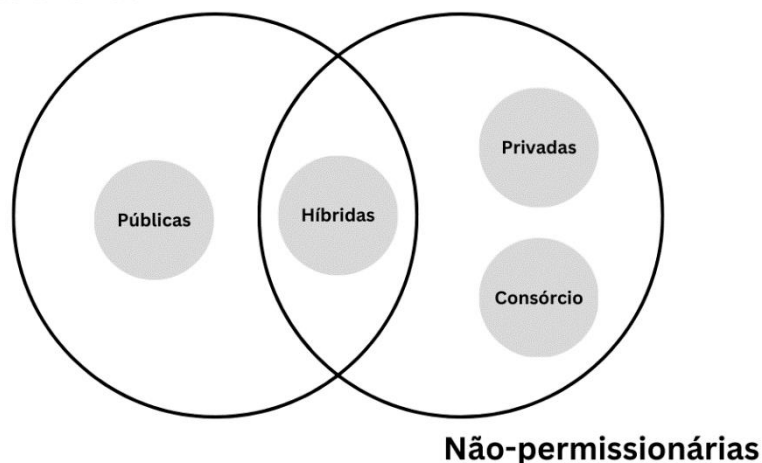 Públicas
Híbridas
Privadas
Consórcio
Não-permissionárias